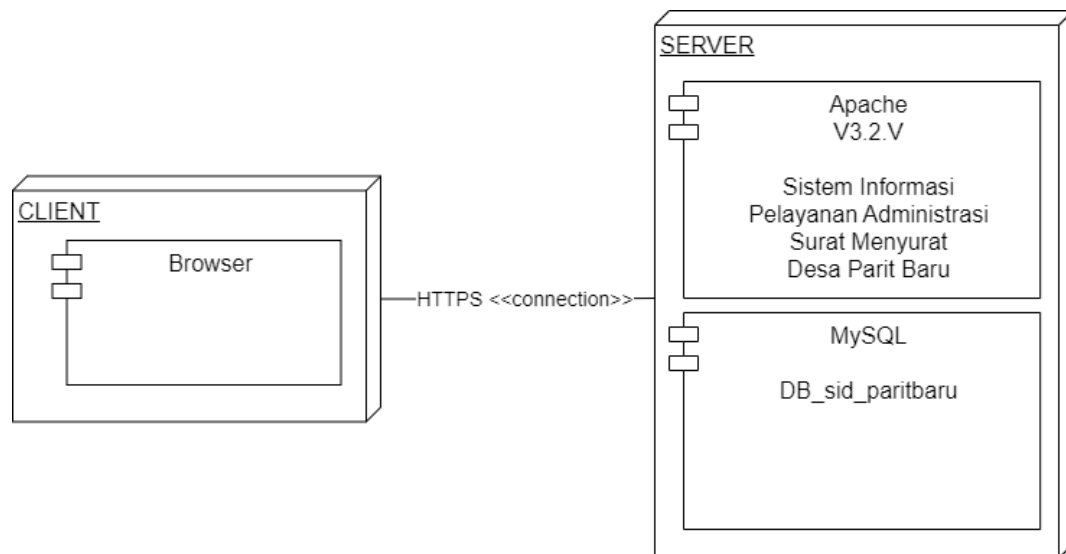 CLIENT
Browser
HTTPS <<connection>>
SERVER
Apache
V3.2.V
Sistem Informasi
Pelayanan Administrasi
Surat Menyurat
Desa Parit Baru
MySQL
DB_sid_paritbaru